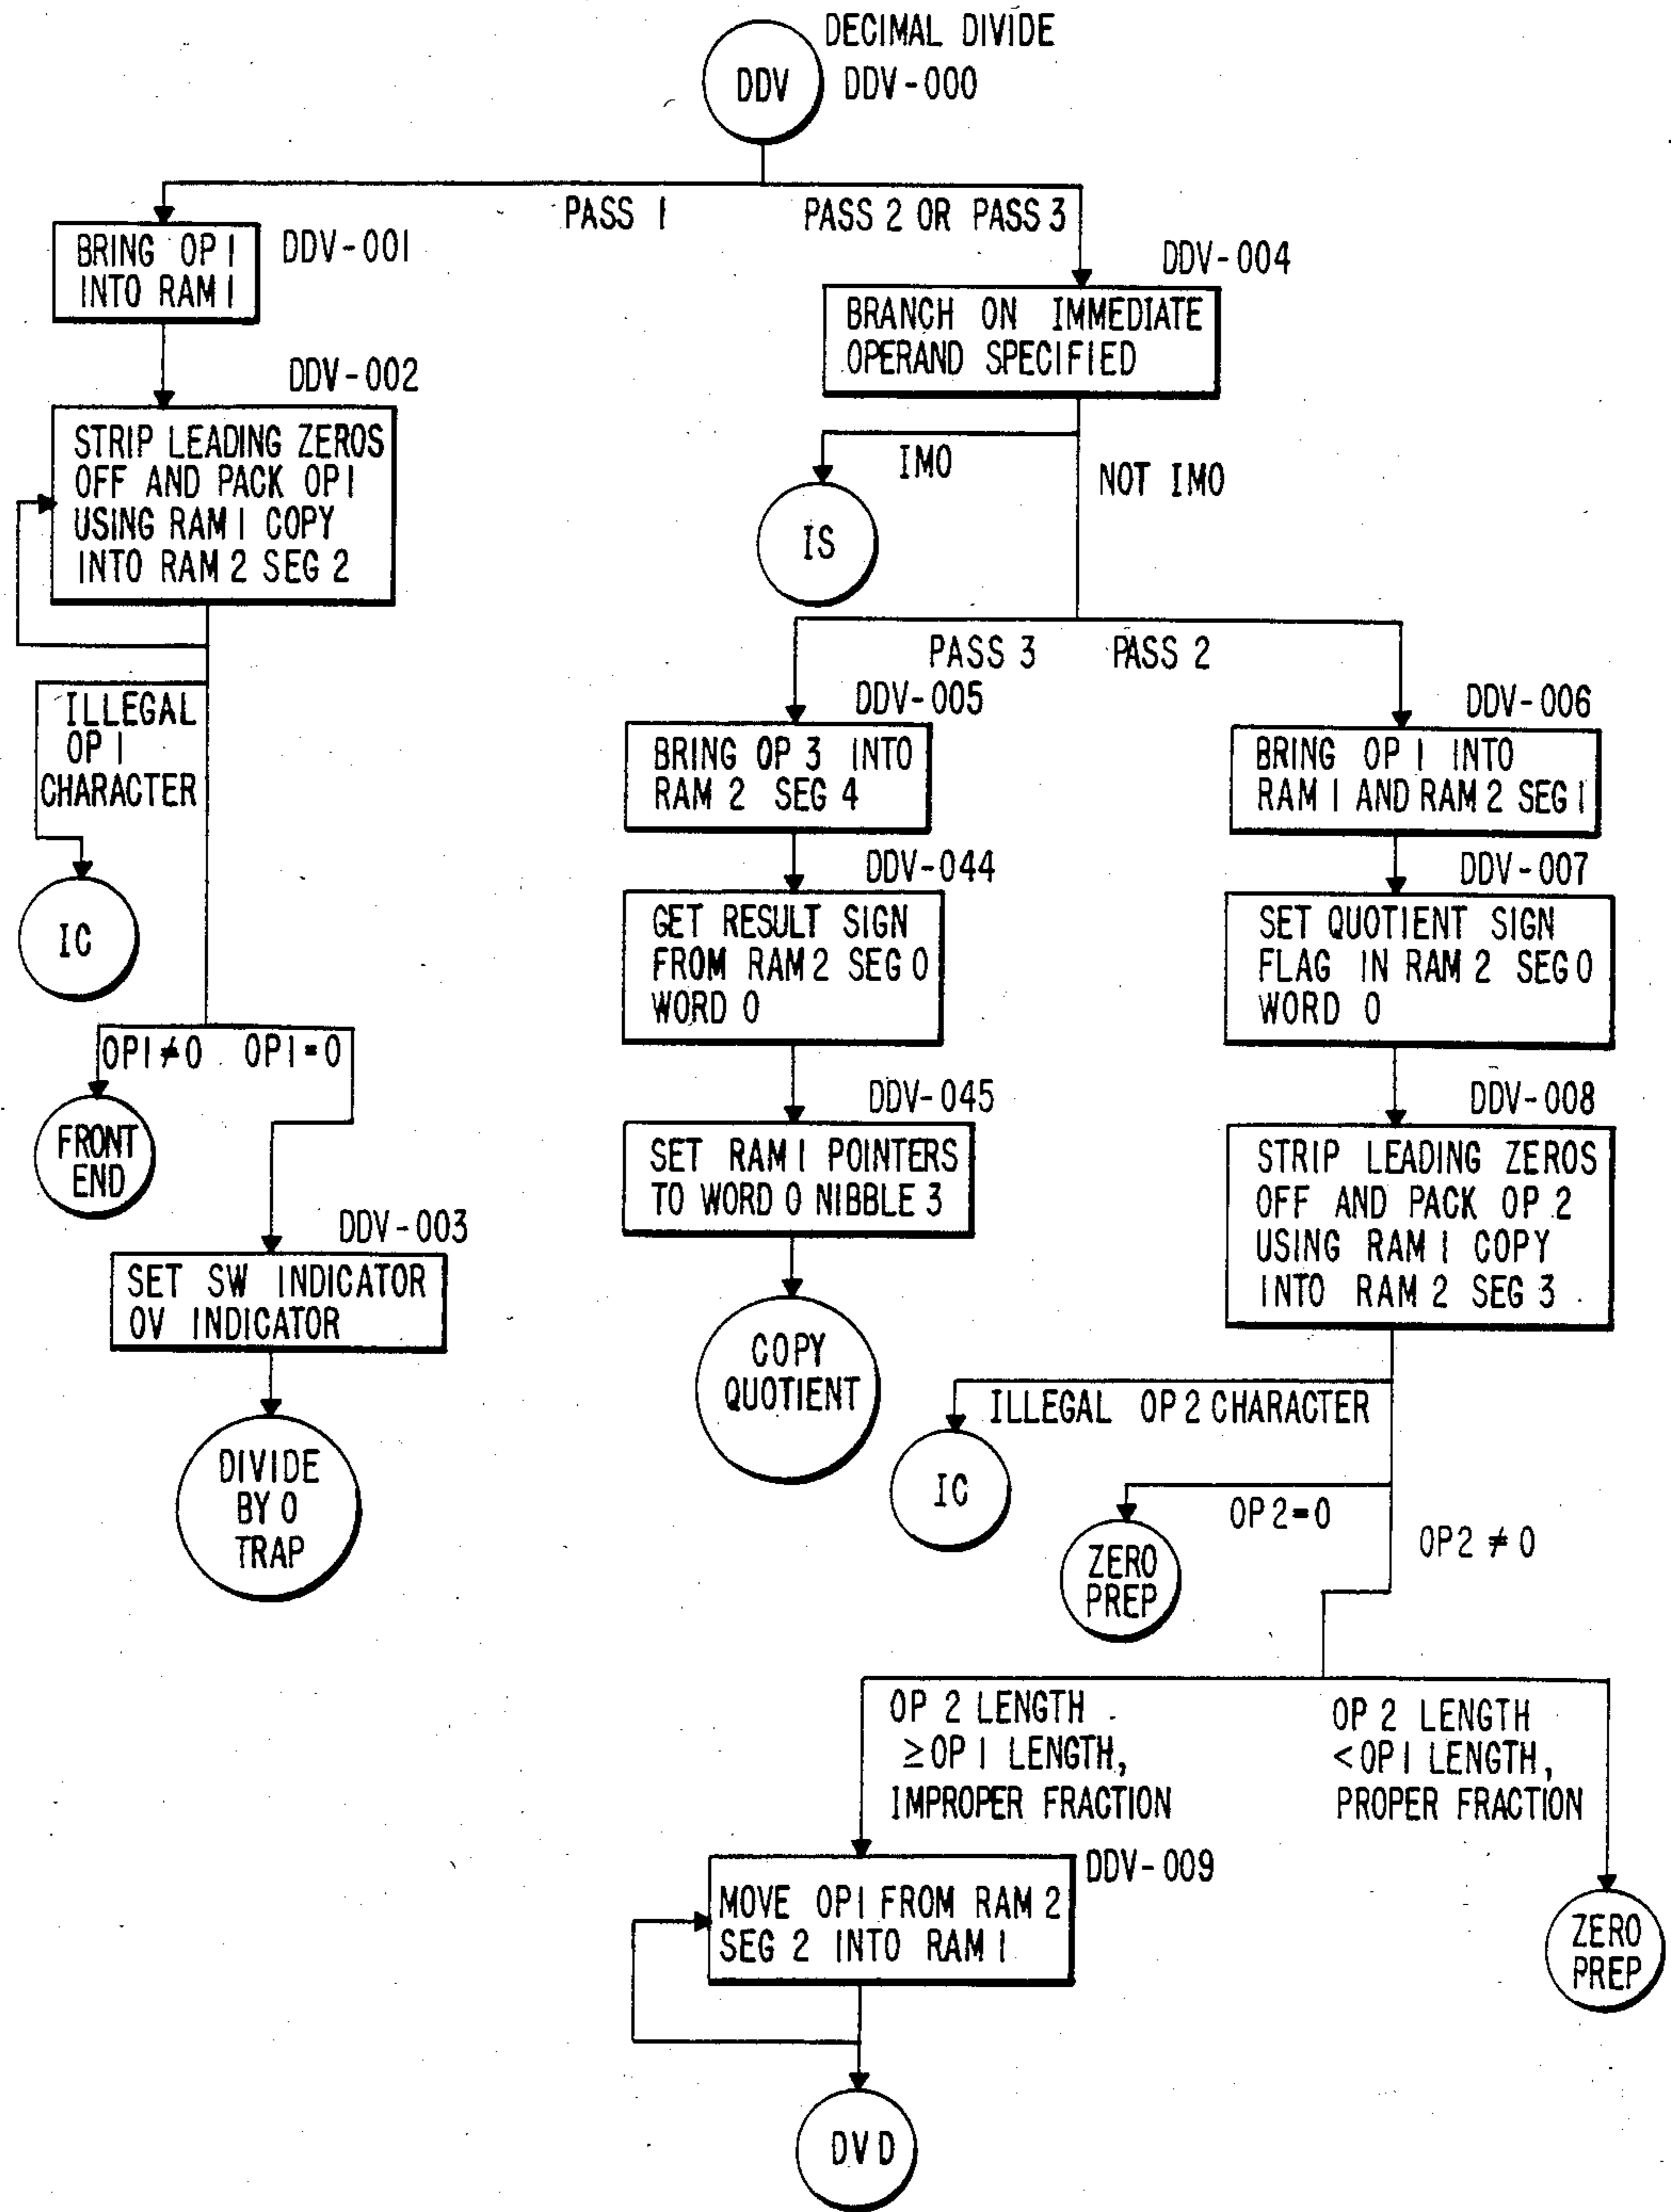 DECIMAL DIVIDE
DDV
DDV-000
PASS 1
PASS 2 OR PASS 3
BRING OP 1
INTO RAM 1
DDV-001
DDV-002
STRIP LEADING ZEROS
OFF AND PACK OP1
USING RAM 1 COPY
INTO RAM 2 SEG 2
ILLEGAL
OP 1
CHARACTER
IC
OP1≠0
OP1=0
FRONT
END
DDV-003
SET SW INDICATOR
OV INDICATOR
DIVIDE
BY 0
TRAP
DDV-004
BRANCH ON IMMEDIATE
OPERAND SPECIFIED
IMO
NOT IMO
IS
PASS 3
PASS 2
DDV-005
BRING OP 3 INTO
RAM 2 SEG 4
DDV-044
GET RESULT SIGN
FROM RAM 2 SEG 0
WORD 0
DDV-045
SET RAM 1 POINTERS
TO WORD 0 NIBBLE 3
COPY
QUOTIENT
DDV-006
BRING OP 1 INTO
RAM 1 AND RAM 2 SEG 1
DDV-007
SET QUOTIENT SIGN
FLAG IN RAM 2 SEG 0
WORD 0
DDV-008
STRIP LEADING ZEROS
OFF AND PACK OP 2
USING RAM 1 COPY
INTO RAM 2 SEG 3
ILLEGAL OP 2 CHARACTER
IC
OP 2=0
ZERO
PREP
OP2 ≠ 0
OP 2 LENGTH
≥OP 1 LENGTH,
IMPROPER FRACTION
OP 2 LENGTH
<OP1 LENGTH,
PROPER FRACTION
DDV-009
MOVE OP1 FROM RAM 2
SEG 2 INTO RAM 1
ZERO
PREP
DVD